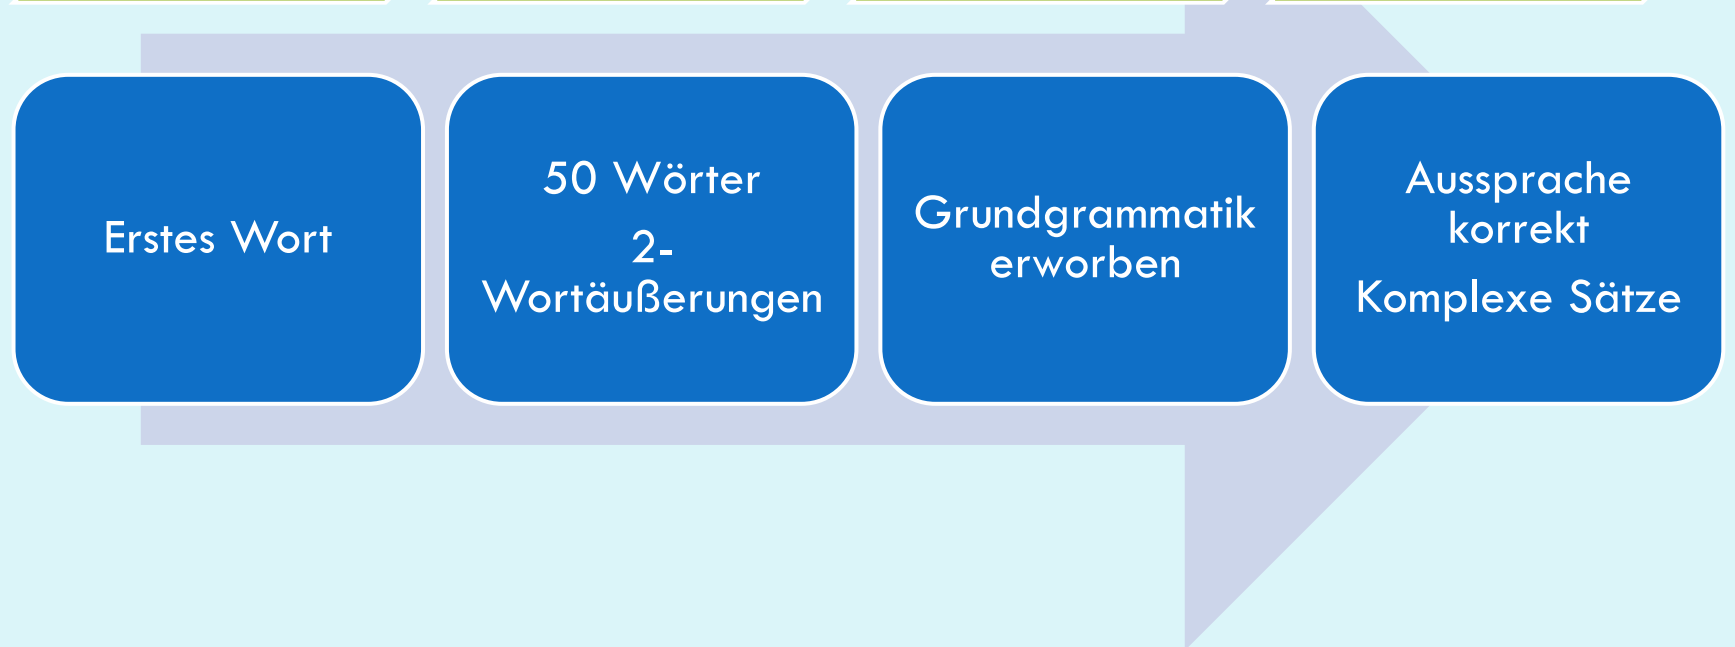 Erstes Wort
50 Wörter
2-
Wortäußerungen
Grundgrammatik
erworben
Aussprache
korrekt
Komplexe Sätze